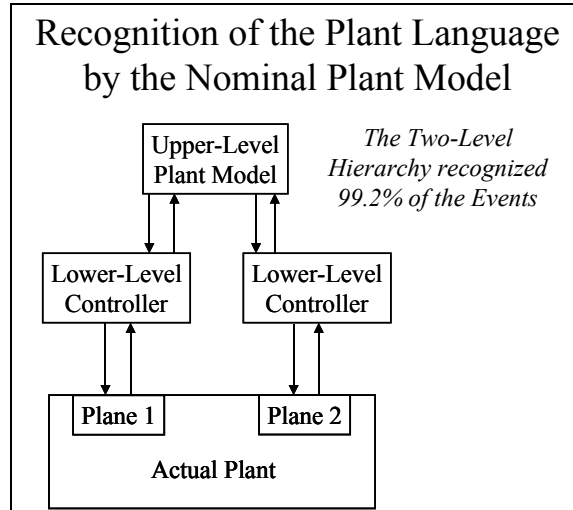 Recognition of the Plant Language
by the Nominal Plant Model
Upper-Level
Plant Model
The Two-Level
Hierarchy recognized
99.2% of the Events
Lower-Level
Controller
Lower-Level
Controller
Plane 1
Plane 2
Actual Plant